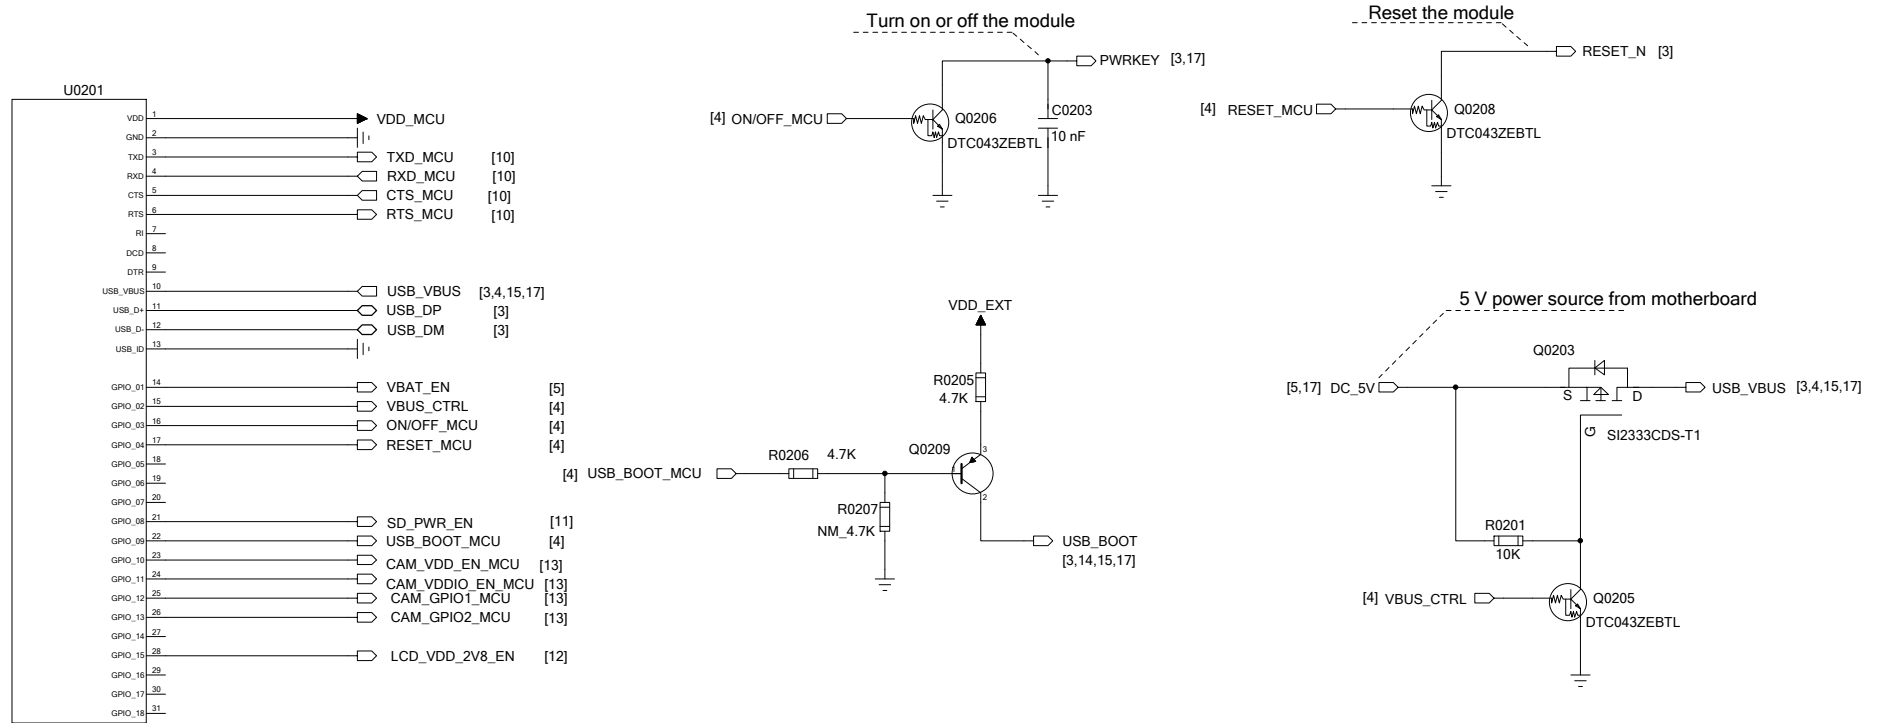 Turn on or off the module
Reset the module
PWRKEY [3,17]
RESET_N [3]
[4] ON/OFF_MCU
Q0206
DTC043ZEBTL
C0203
10 nF
[4] RESET_MCU
Q0208
DTC043ZEBTL
U0201
VDD 1 VDD_MCU
GND 2
TXD 3 TXD_MCU [10]
RXD 4 RXD_MCU [10]
CTS 5 CTS_MCU [10]
RTS 6 RTS_MCU [10]
RI 7
DCD 8
DTR 9
USB_VBUS 10 USB_VBUS [3,4,15,17]
USB_D+ 11 USB_DP [3]
USB_D- 12 USB_DM [3]
USB_ID 13
GPIO_01 14 VBAT_EN [5]
GPIO_02 15 VBUS_CTRL [4]
GPIO_03 16 ON/OFF_MCU [4]
GPIO_04 17 RESET_MCU [4]
GPIO_05 18
GPIO_06 19
GPIO_07 20
GPIO_08 21 SD_PWR_EN [11]
GPIO_09 22 USB_BOOT_MCU [4]
GPIO_10 23 CAM_VDD_EN_MCU [13]
GPIO_11 24 CAM_VDDIO_EN_MCU [13]
GPIO_12 25 CAM_GPIO1_MCU [13]
GPIO_13 26 CAM_GPIO2_MCU [13]
GPIO_14 27
GPIO_15 28 LCD_VDD_2V8_EN [12]
GPIO_16 29
GPIO_17 30
GPIO_18 31
VDD_EXT
R0205
4.7K
Q0209
3
1
2
R0206 4.7K
[4] USB_BOOT_MCU
R0207
NM_4.7K
USB_BOOT
[3,14,15,17]
5 V power source from motherboard
Q0203
[5,17] DC_5V
S D
G
USB_VBUS [3,4,15,17]
SI2333CDS-T1
R0201
10K
[4] VBUS_CTRL
Q0205
DTC043ZEBTL